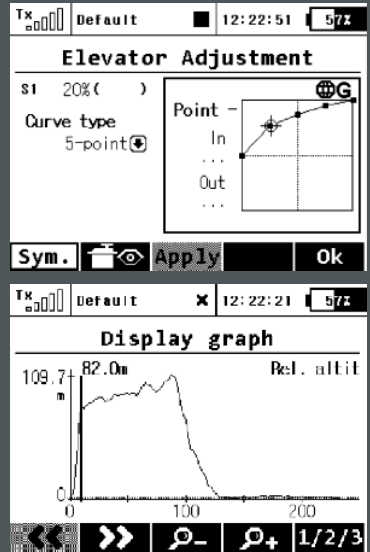 Tx Default 12:22:51 57%
Elevator Adjustment
S1 20%( )
G
Curve type
5-point
Point –
In
...
Out
...
Sym. Apply Ok
Tx Default 12:22:21 57%
Display graph
109.7 82.0m Rel. altit
m
0
0 100 200
1/2/3